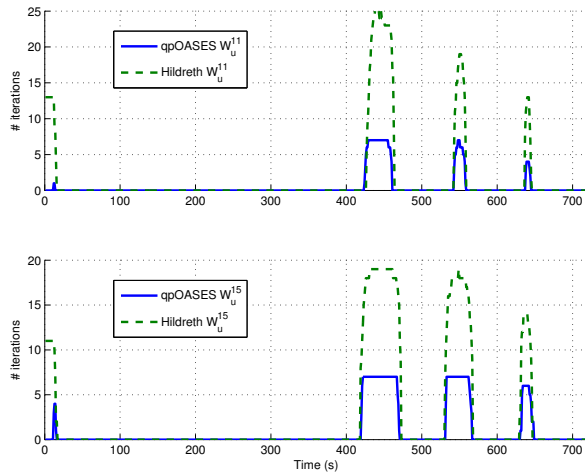 25
20
15
10
5
0
# iterations
qpOASES W_u^11
Hildreth W_u^11
0 100 200 300 400 500 600 700
20
15
10
5
0
# iterations
qpOASES W_u^15
Hildreth W_u^15
0 100 200 300 400 500 600 700
Time (s)